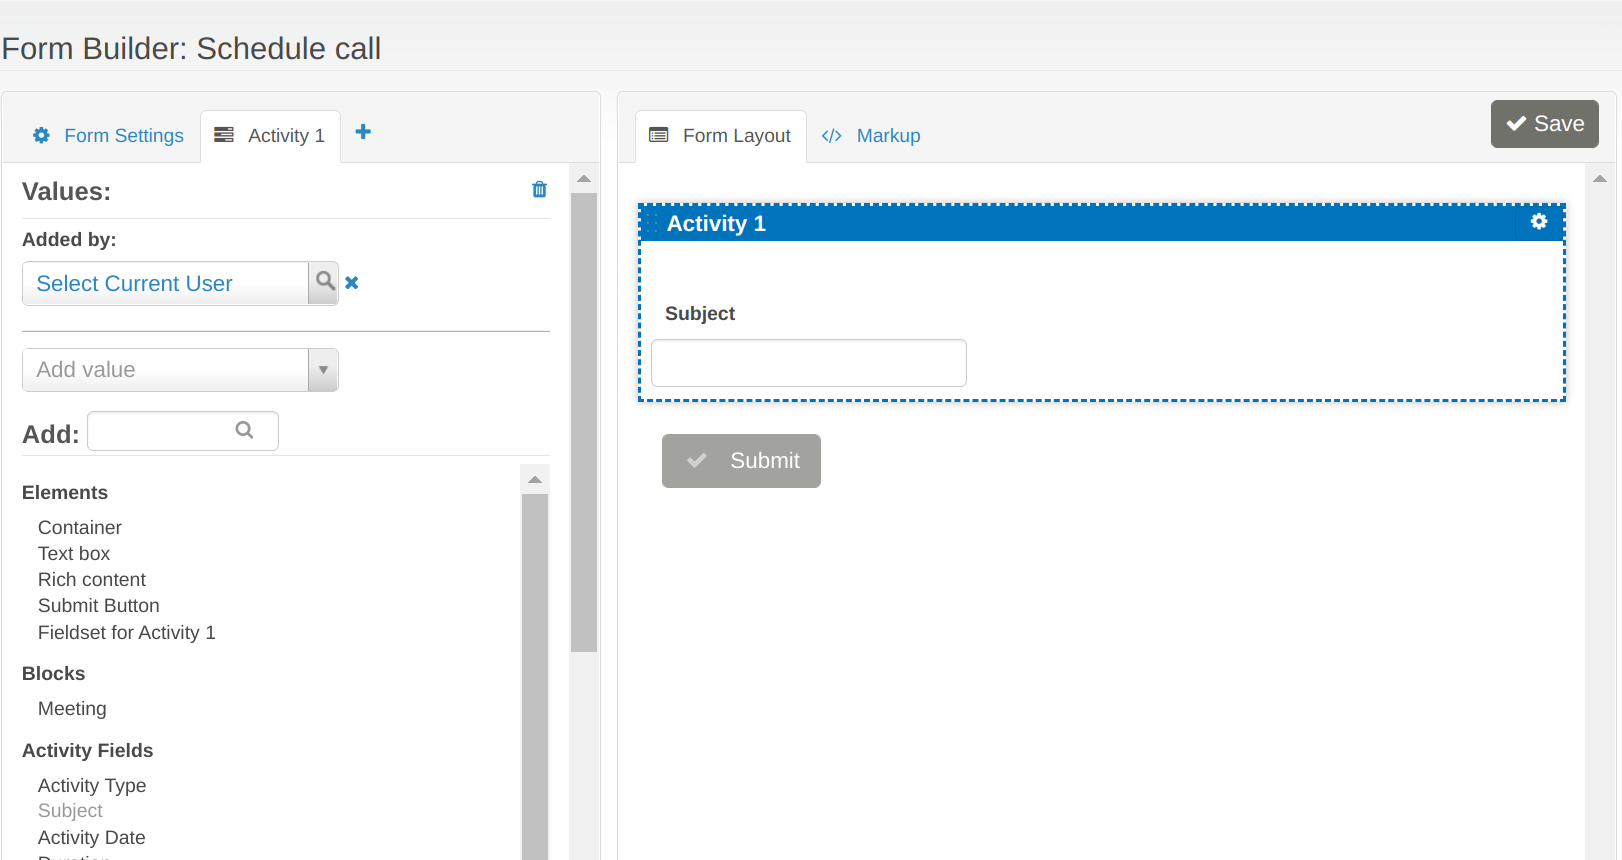 Form Builder: Schedule call
Form Settings
Activity 1
Values:
Added by:
Select Current User
Add value
Add:
Elements
Container
Text box
Rich content
Submit Button
Fieldset for Activity 1
Blocks
Meeting
Activity Fields
Activity Type
Subject
Activity Date
Form Layout
Markup
Save
Activity 1
Subject
Submit